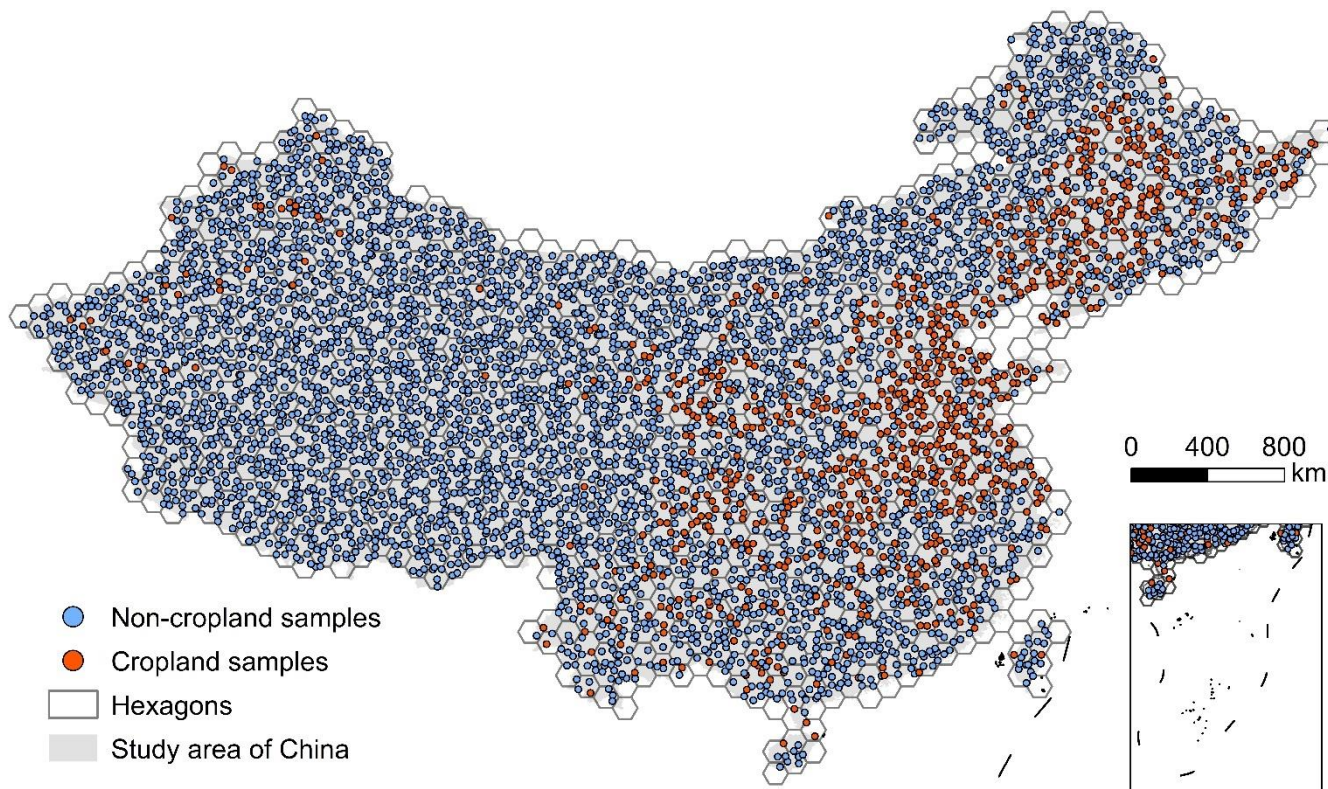 0 400 800
km
Non-cropland samples
Cropland samples
Hexagons
Study area of China